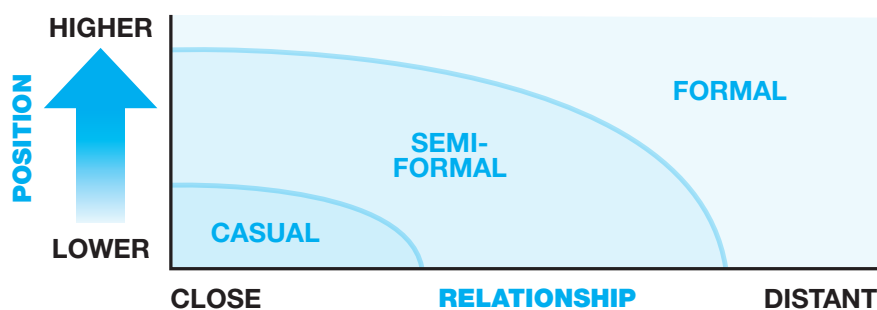 HIGHER
POSITION
LOWER
FORMAL
SEMI-
FORMAL
CASUAL
CLOSE
RELATIONSHIP
DISTANT